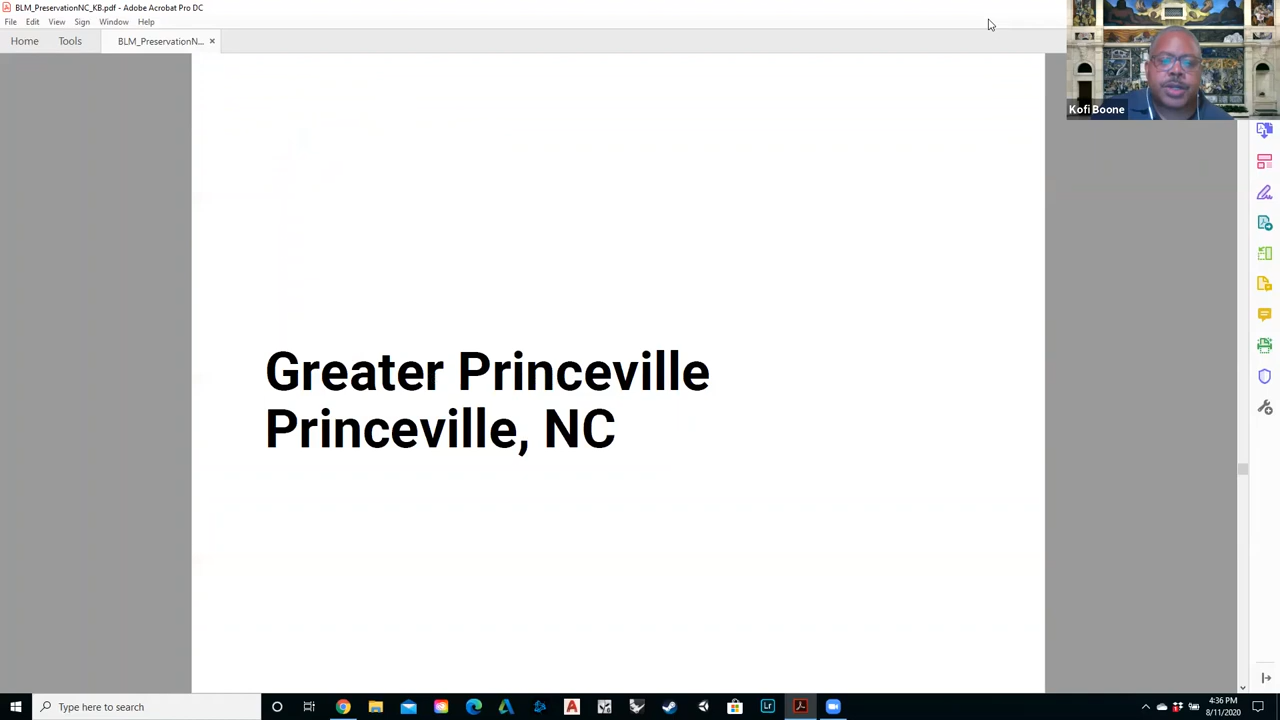 BLM_PreservationNC_KB.pdf - Adobe Acrobat Pro DC
File Edit View Sign Window Help
Home Tools BLM_PreservationN... ×
Kofi Boone
Greater Princeville
Princeville, NC
Type here to search
4:36 PM
8/11/2020